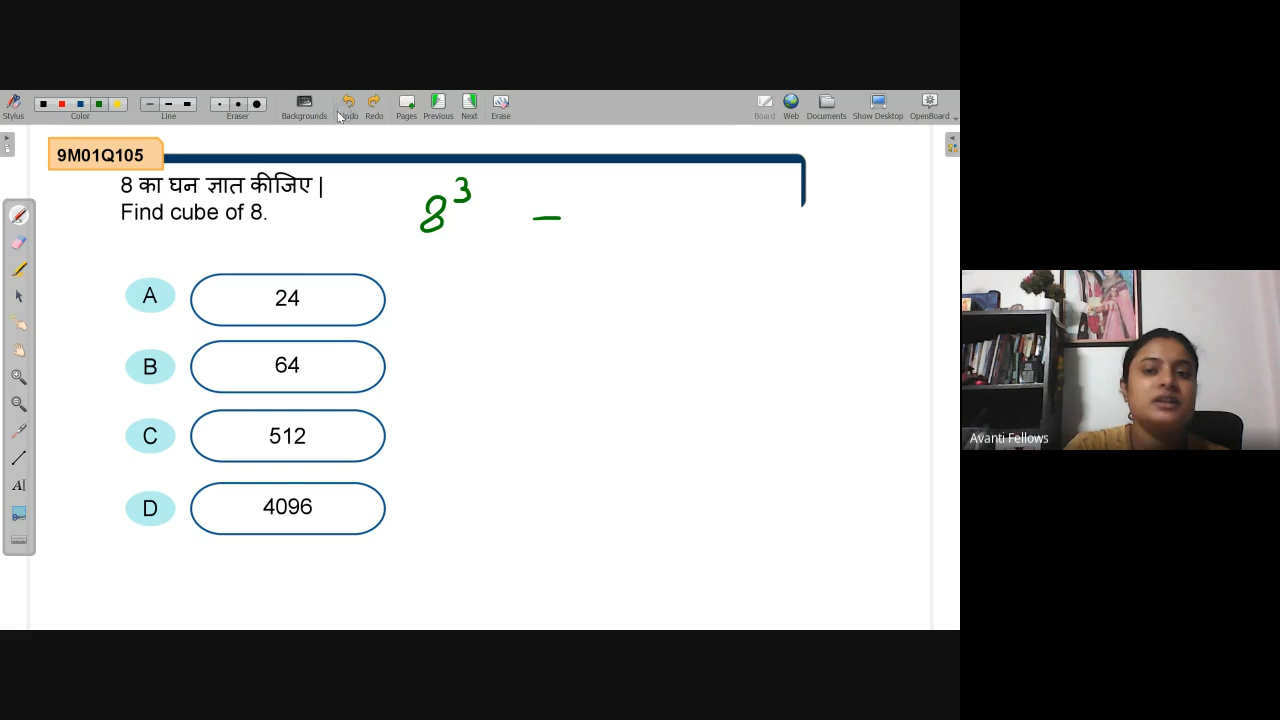 Stylus
Color
Line
Eraser
Backgrounds
Undo
Redo
Pages
Previous
Next
Erase
Board
Web
Documents
Show Desktop
OpenBoard
9M01Q105
8 का घन ज्ञात कीजिए |
Find cube of 8.
8³ –
A 24
B 64
C 512
D 4096
Avanti Fellows